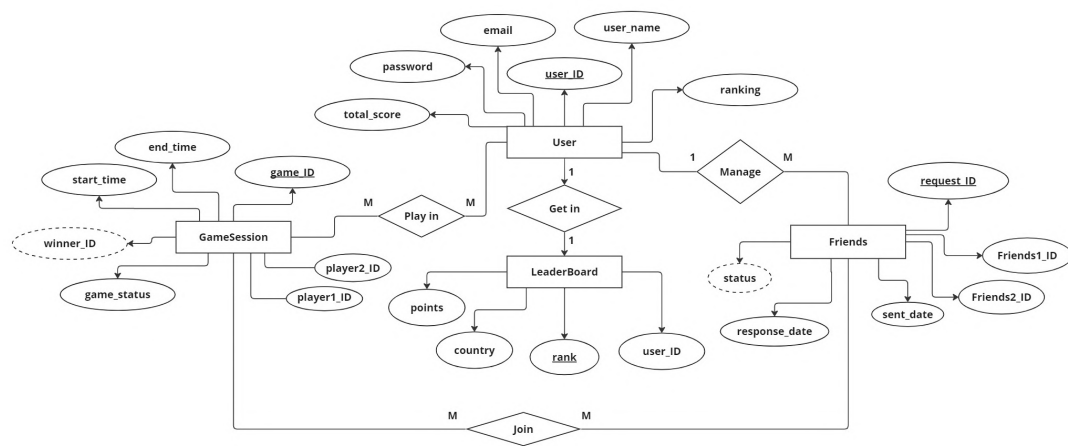 email
user_name
password
user_ID
ranking
total_score
User
end_time
game_ID
start_time
1
1
M
Manage
request_ID
M
M
Play in
Get in
winner_ID
GameSession
Friends
1
Friends1_ID
player2_ID
LeaderBoard
status
game_status
player1_ID
points
Friends2_ID
sent_date
response_date
country
rank
user_ID
M
M
Join